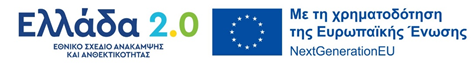 Ελλάδα 2.0
ΕΘΝΙΚΟ ΣΧΕΔΙΟ ΑΝΑΚΑΜΨΗΣ
ΚΑΙ ΑΝΘΕΚΤΙΚΟΤΗΤΑΣ
Με τη χρηματοδότηση
της Ευρωπαϊκής Ένωσης
NextGenerationEU